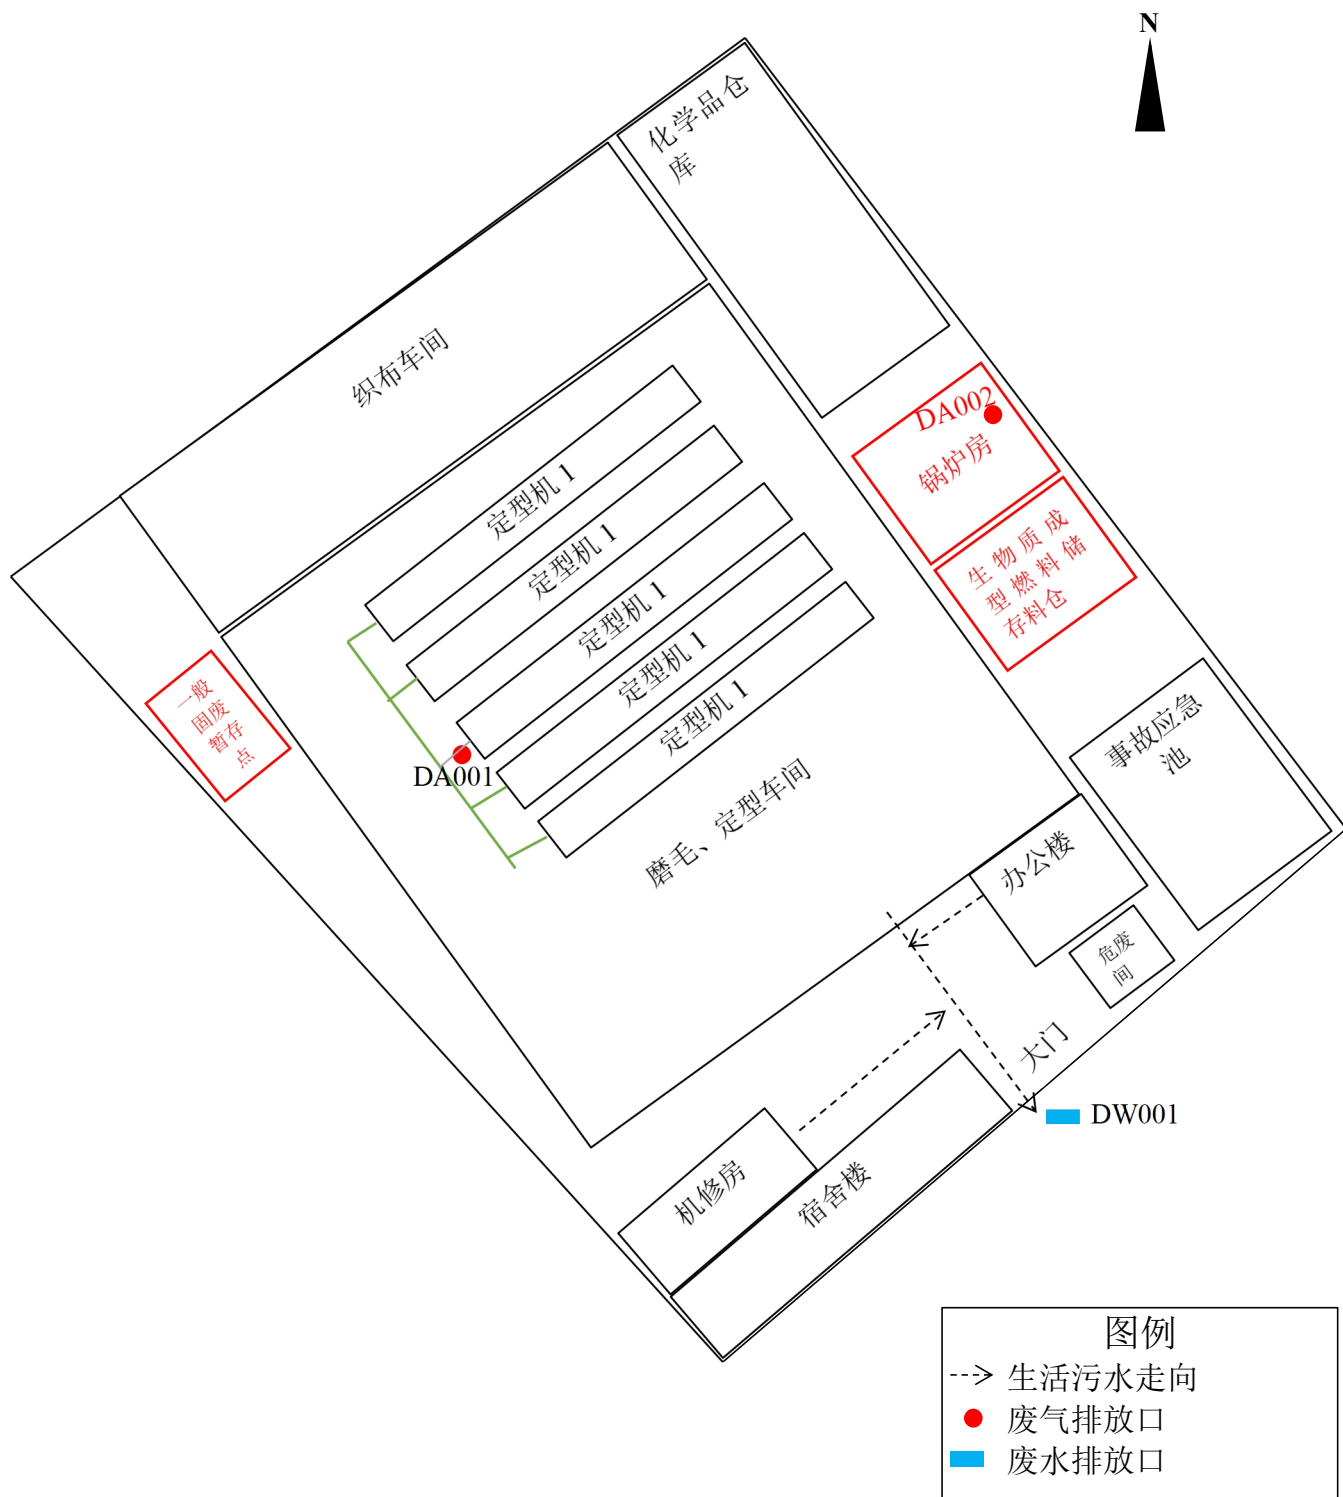 N
化学品仓
库
织布车间
DA002
锅炉房
定型机 1
定型机 1
定型机 1
定型机 1
定型机 1
生物质成
型燃料储
存料仓
一般
固废
暂存
点
DA001
事故应急
池
磨毛、定型车间
办公楼
危废
间
大门
DW001
机修房
宿舍楼
图例
生活污水走向
废气排放口
废水排放口